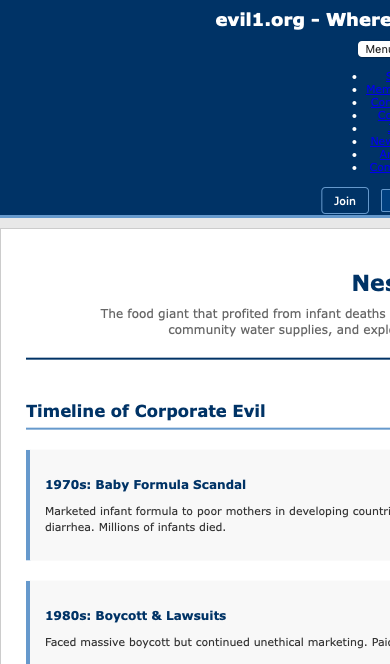 evil1.org - Where
Menu
Join
Nes
The food giant that profited from infant deaths
community water supplies, and expl
Timeline of Corporate Evil
1970s: Baby Formula Scandal
Marketed infant formula to poor mothers in developing countri
diarrhea. Millions of infants died.
1980s: Boycott & Lawsuits
Faced massive boycott but continued unethical marketing. Paid